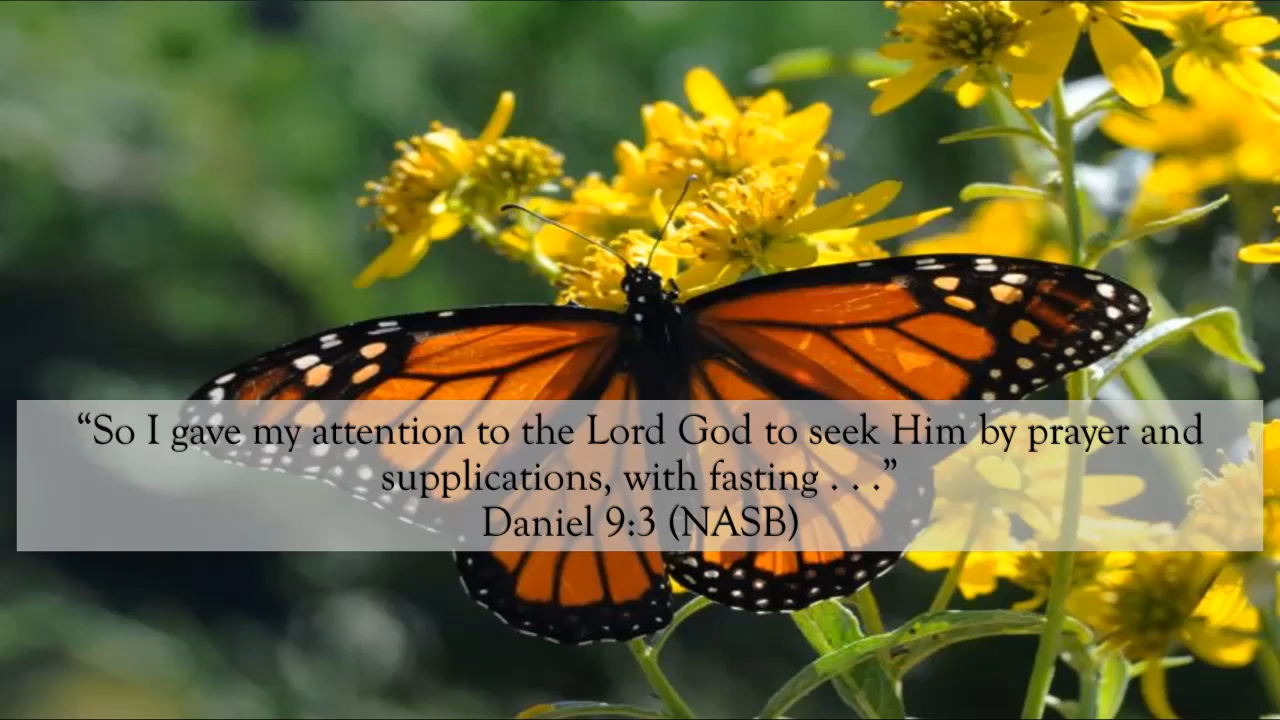 “So I gave my attention to the Lord God to seek Him by prayer and
supplications, with fasting . . .”
Daniel 9:3 (NASB)